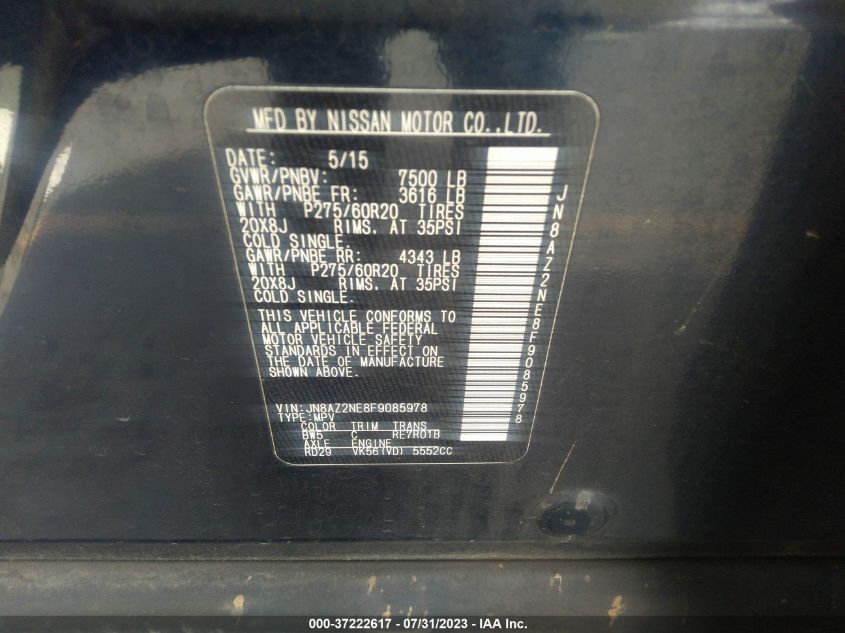 MFD BY NISSAN MOTOR CO.,LTD.
DATE: 5/15
GVWR/PNBV: 7500 LB
GAWR/PNBE FR: 3616 LB
WITH P275/60R20 TIRES
20X8J RIMS. AT 35PSI
COLD SINGLE.
GAWR/PNBE RR: 4343 LB
WITH P275/60R20 TIRES
20X8J RIMS. AT 35PSI
COLD SINGLE.
THIS VEHICLE CONFORMS TO
ALL APPLICABLE FEDERAL
MOTOR VEHICLE SAFETY
STANDARDS IN EFFECT ON
THE DATE OF MANUFACTURE
SHOWN ABOVE.
VIN:JN8AZ2NE8F9085978
TYPE:MPV
COLOR TRIM TRANS
BW5 C RE7R01B
AXLE ENGINE
RD29 VK56(VD) 5552CC
JN8AZ2NE8F9085978
000-37222617 - 07/31/2023 - IAA Inc.